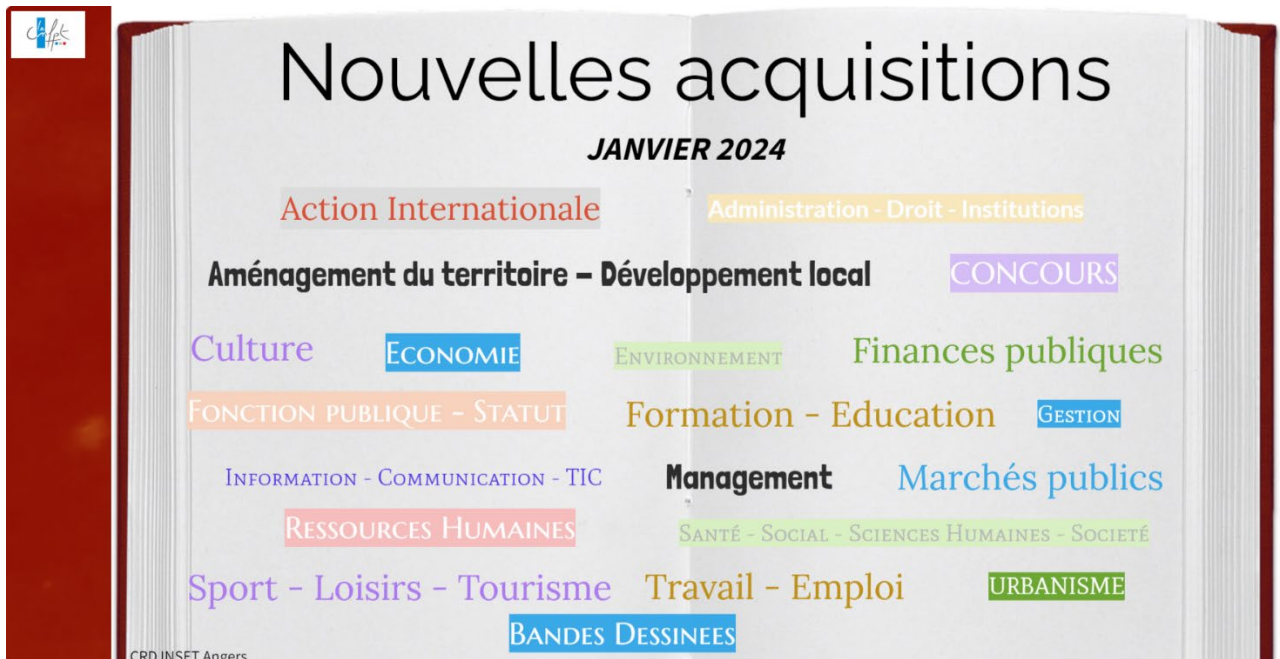 Nouvelles acquisitions
JANVIER 2024
Action Internationale
Administration - Droit - Institutions
Aménagement du territoire – Développement local
CONCOURS
Culture
ECONOMIE
ENVIRONNEMENT
Finances publiques
FONCTION PUBLIQUE - STATUT
Formation - Education
GESTION
INFORMATION - COMMUNICATION - TIC
Management
Marchés publics
RESSOURCES HUMAINES
SANTÉ - SOCIAL - SCIENCES HUMAINES - SOCIETÉ
Sport - Loisirs - Tourisme
Travail - Emploi
URBANISME
BANDES DESSINEES
CRD INSET Angers